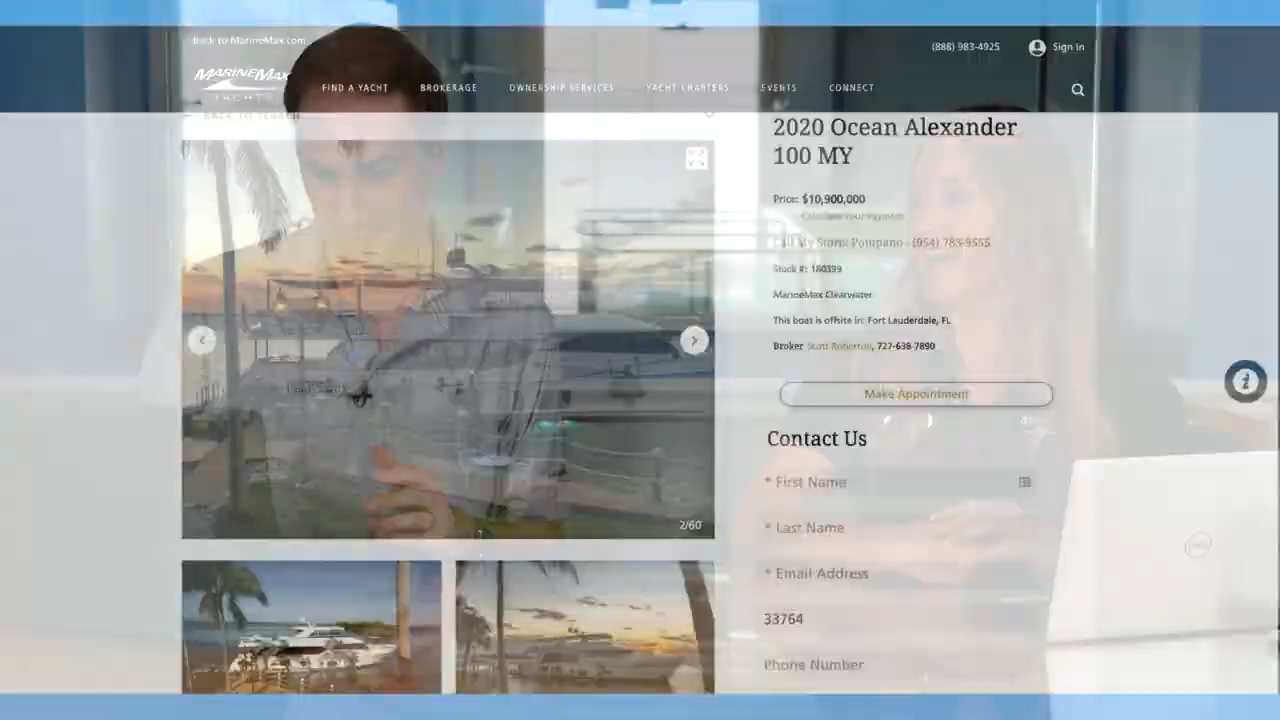 Back to MarineMax.com
(888) 983-4925
Sign In
MARINEMAX
YACHTS
FIND A YACHT
BROKERAGE
OWNERSHIP SERVICES
YACHT CHARTERS
EVENTS
CONNECT
BACK TO SEARCH
2020 Ocean Alexander
100 MY
Price: $10,900,000
Calculate Your Payment
Call My Storm Pompano - (954) 783-9555
Stock #: 180399
MarineMax Clearwater
This boat is offsite in: Fort Lauderdale, FL
Broker Scott Roberton, 727-638-7890
Make Appointment
Contact Us
* First Name
* Last Name
* Email Address
33764
Phone Number
2/60